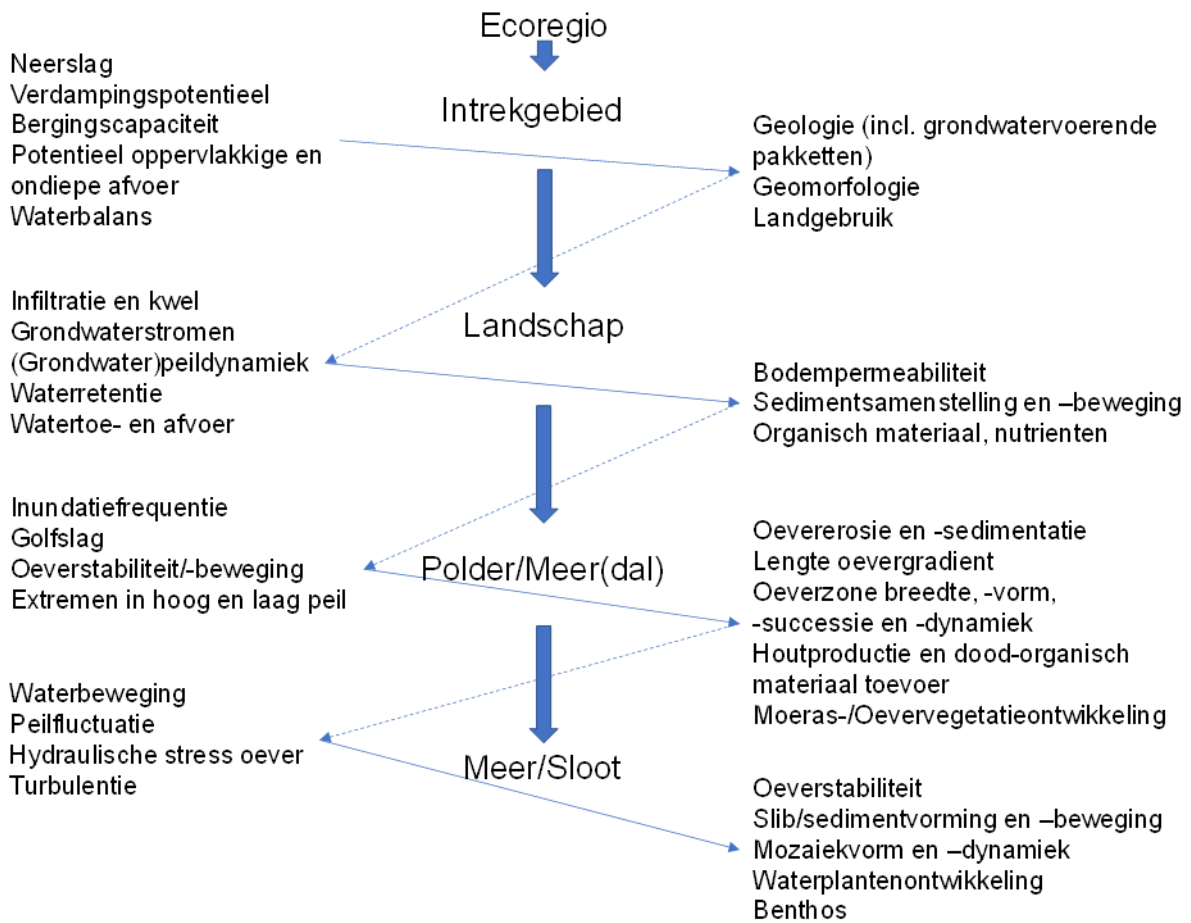 Ecoregio
Neerslag
Verdampingspotentieel
Bergingscapaciteit
Potentieel oppervlakkige en
ondiepe afvoer
Waterbalans
Intrekgebied
Geologie (incl. grondwatervoerende
pakketten)
Geomorfologie
Landgebruik
Infiltratie en kwel
Grondwaterstromen
(Grondwater)peildynamiek
Waterretentie
Watertoe- en afvoer
Landschap
Bodempermeabiliteit
Sedimentsamenstelling en –beweging
Organisch materiaal, nutrienten
Inundatiefrequentie
Golfslag
Oeverstabiliteit/-beweging
Extremen in hoog en laag peil
Polder/Meer(dal)
Oevererosie en -sedimentatie
Lengte oevergradient
Oeverzone breedte, -vorm,
-successie en -dynamiek
Houtproductie en dood-organisch
materiaal toevoer
Moeras-/Oevervegetatieontwikkeling
Waterbeweging
Peilfluctuatie
Hydraulische stress oever
Turbulentie
Meer/Sloot
Oeverstabiliteit
Slib/sedimentvorming en –beweging
Mozaiekvorm en –dynamiek
Waterplantenontwikkeling
Benthos